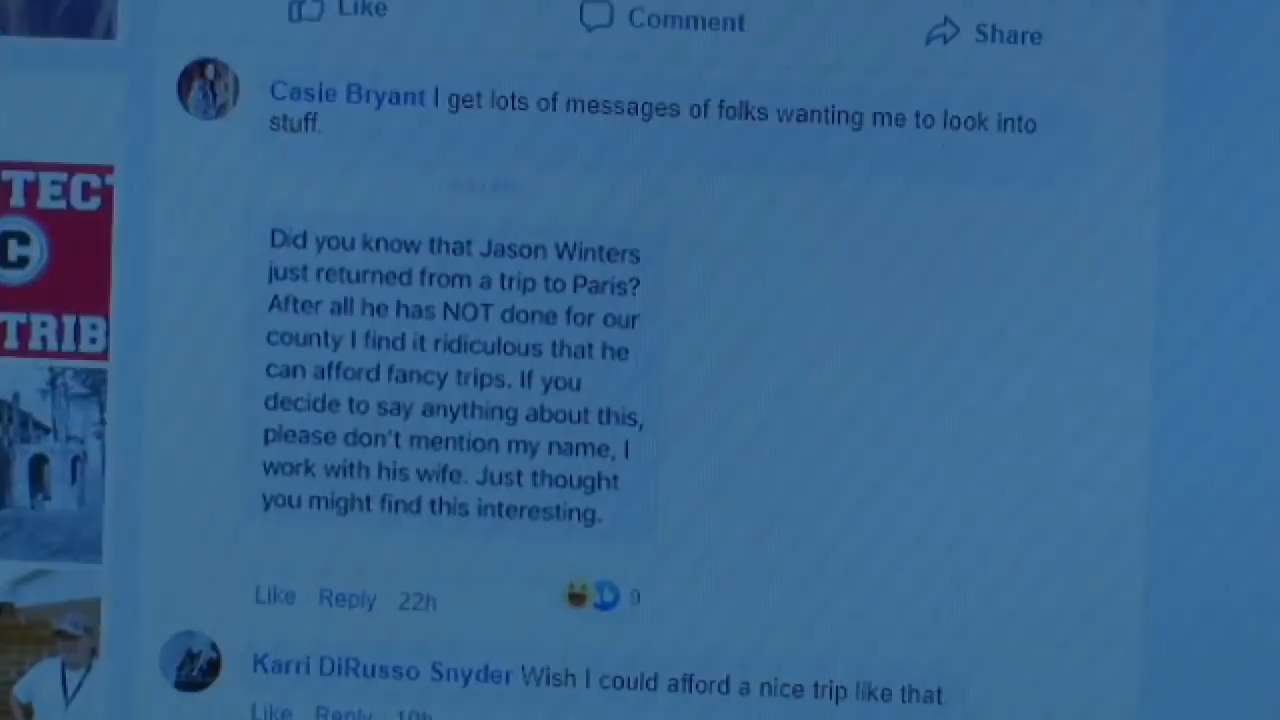 Like Comment Share
Casie Bryant I get lots of messages of folks wanting me to look into
stuff.
TECT
C
TRIB
Did you know that Jason Winters
just returned from a trip to Paris?
After all he has NOT done for our
county I find it ridiculous that he
can afford fancy trips. If you
decide to say anything about this,
please don't mention my name, I
work with his wife. Just thought
you might find this interesting.
Like Reply 22h 9
Karri DiRusso Snyder Wish I could afford a nice trip like that
Like Reply 10h